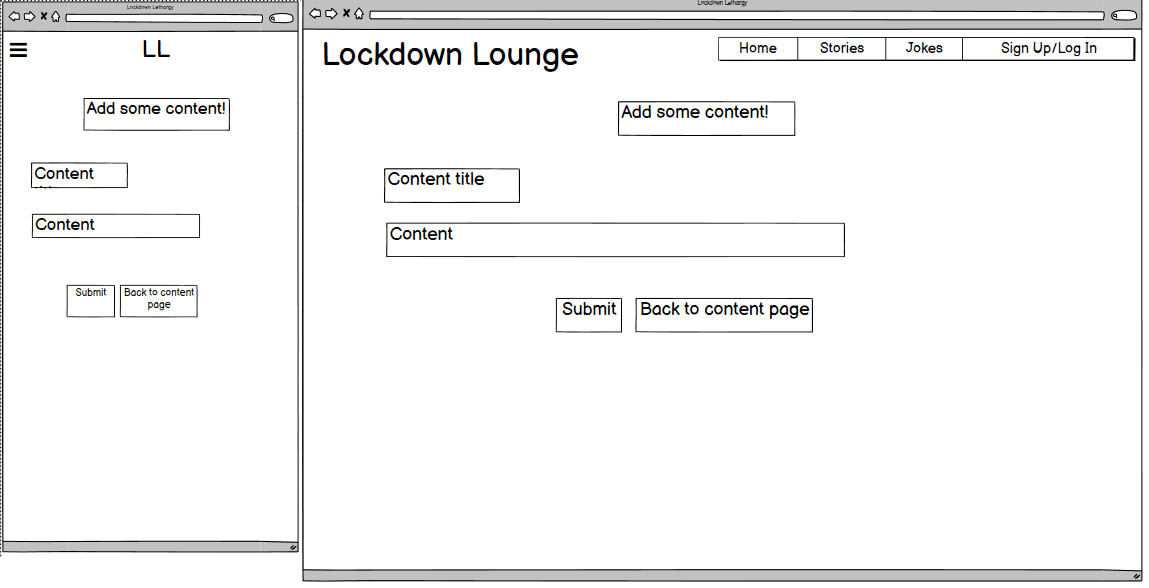 Lockdown Lethargy
LL
Add some content!
Content
Content
Submit
Back to content
page
Lockdown Lethargy
Lockdown Lounge
Home
Stories
Jokes
Sign Up/Log In
Add some content!
Content title
Content
Submit
Back to content page